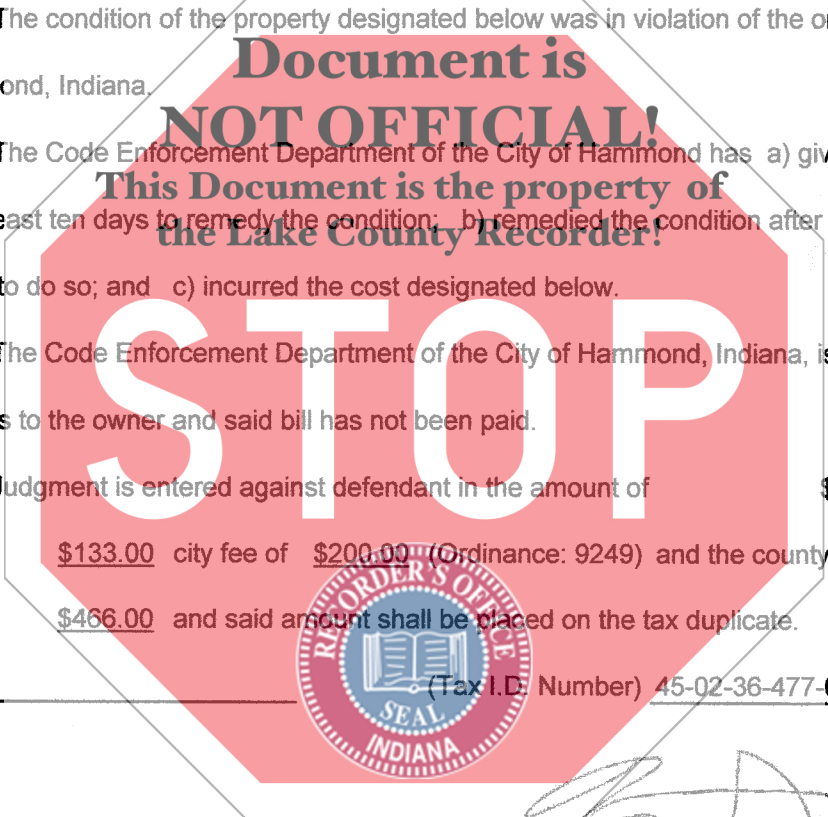 The condition of the property designated below was in violation of the o
Document is
ond, Indiana.
NOT OFFICIAL!
The Code Enforcement Department of the City of Hammond has a) giv
This Document is the property of
east ten days to remedy the condition; b) remedied the condition after
the Lake County Recorder!
to do so; and c) incurred the cost designated below.
STOP
The Code Enforcement Department of the City of Hammond, Indiana, is
s to the owner and said bill has not been paid.
Judgment is entered against defendant in the amount of $
$133.00 city fee of $200.00 (Ordinance: 9249) and the county
$466.00 and said amount shall be placed on the tax duplicate.
RECORDER'S OFFICE
(Tax I.D. Number) 45-02-36-477-
SEAL
INDIANA